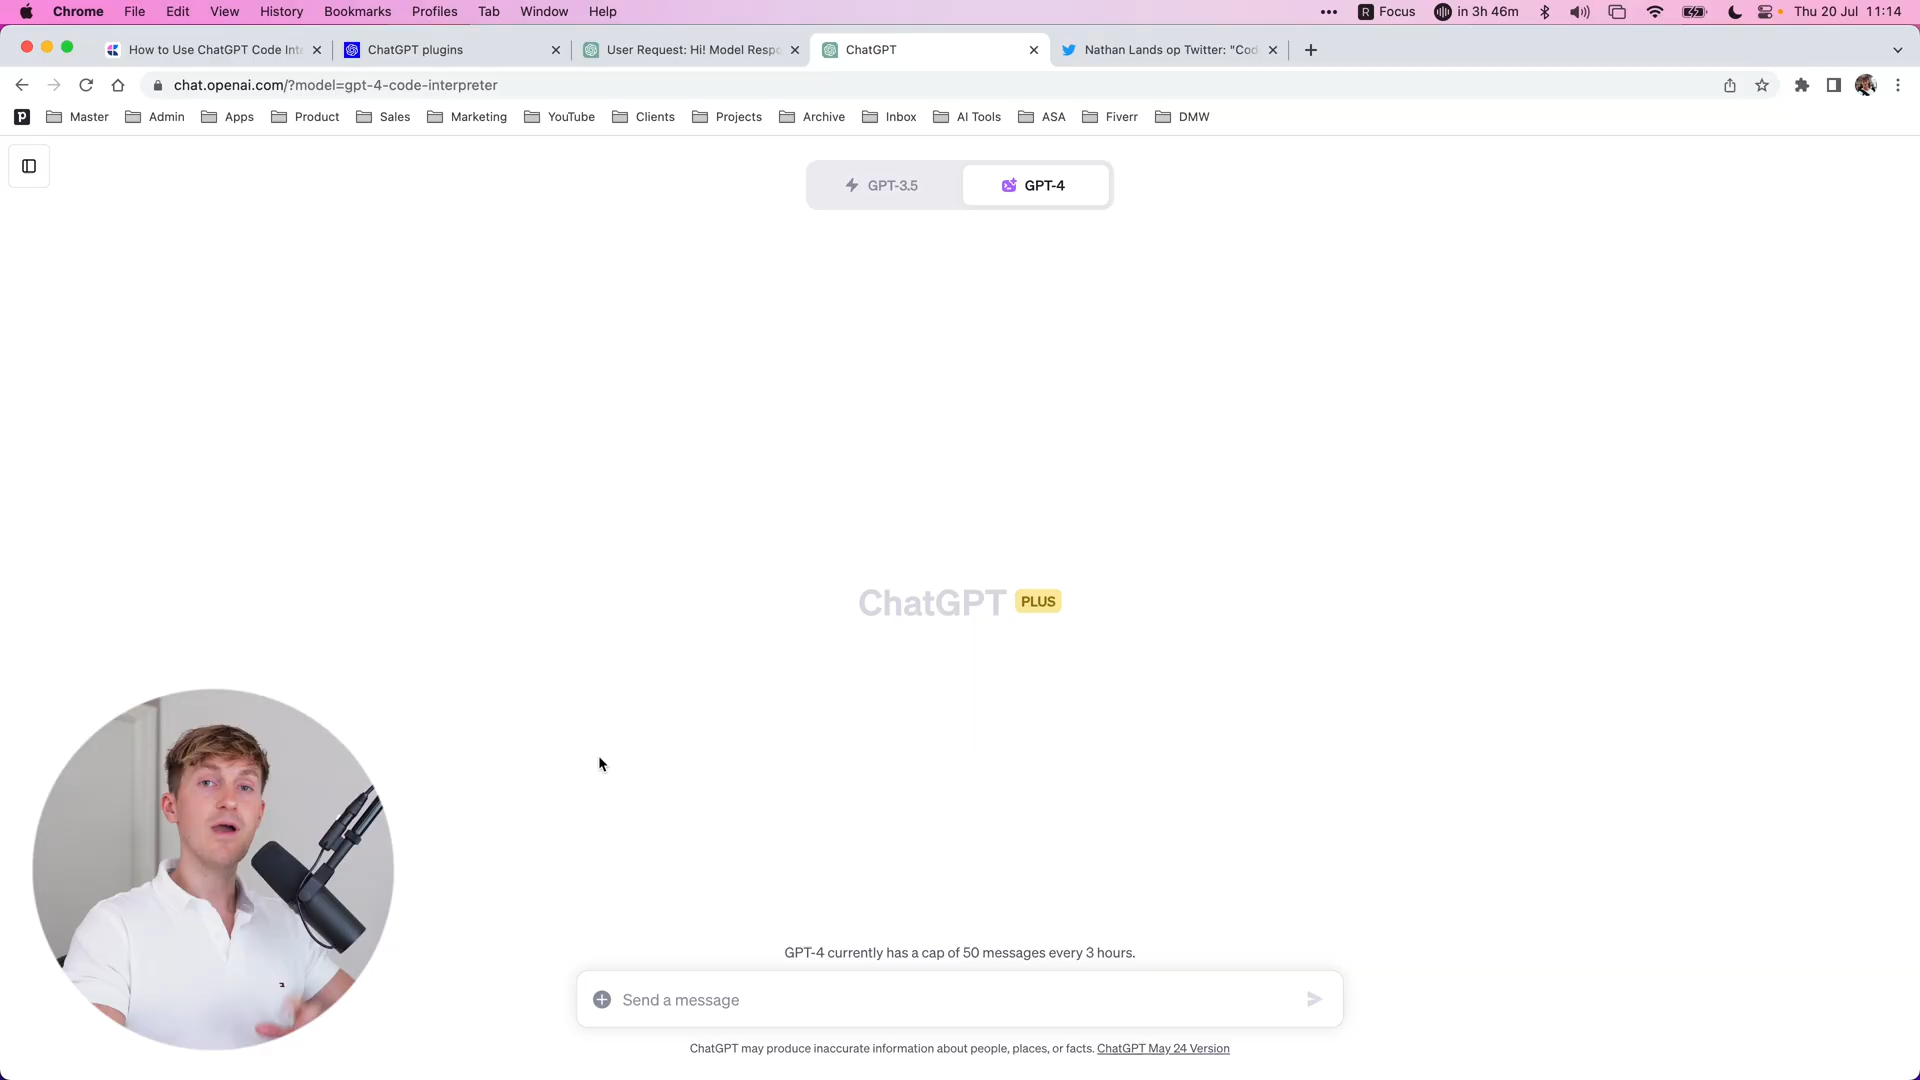 Chrome File Edit View History Bookmarks Profiles Tab Window Help ••• R Focus in 3h 46m Thu 20 Jul 11:14
How to Use ChatGPT Code Inte ChatGPT plugins User Request: Hi! Model Respo ChatGPT Nathan Lands op Twitter: "Cod
chat.openai.com/?model=gpt-4-code-interpreter
Master Admin Apps Product Sales Marketing YouTube Clients Projects Archive Inbox AI Tools ASA Fiverr DMW
GPT-3.5 GPT-4
ChatGPT PLUS
GPT-4 currently has a cap of 50 messages every 3 hours.
Send a message
ChatGPT may produce inaccurate information about people, places, or facts. ChatGPT May 24 Version